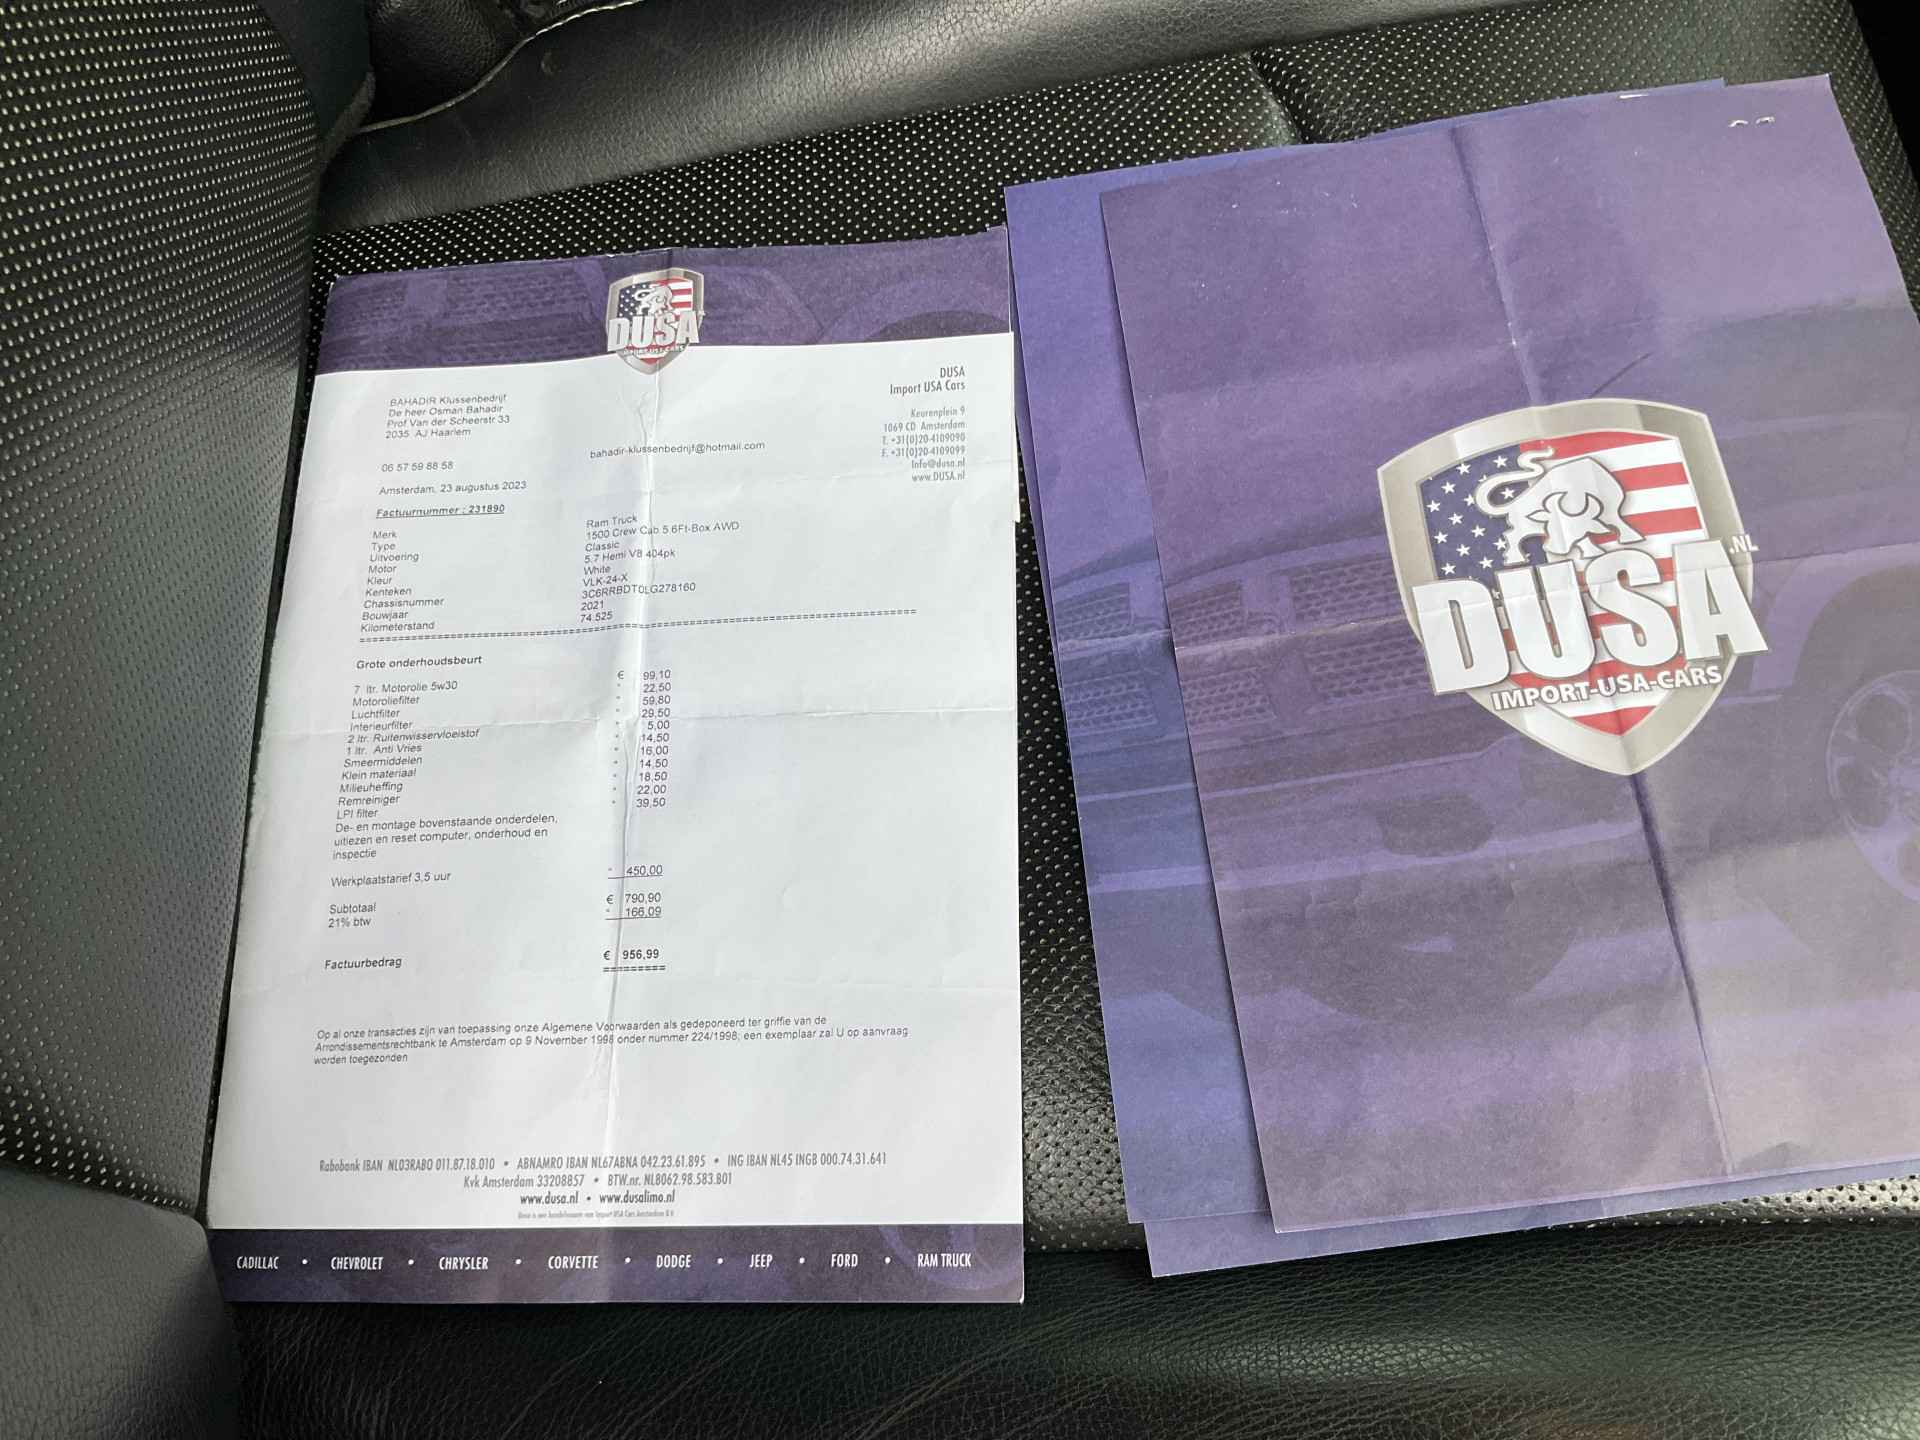 DUSA
IMPORT-USA-CARS
DUSA
Import USA Cars
Keurenplein 9
1069 CD Amsterdam
T. +31(0)20-4109090
F. +31(0)20-4109099
Info@dusa.nl
www.DUSA.nl
BAHADIR Klussenbedrijf
De heer Osman Bahadir
Prof Van der Scheerstr 33
2035 AJ Haarlem
06 57 59 88 58
bahadir-klussenbedrijf@hotmail.com
Amsterdam, 23 augustus 2023
Factuurnummer : 231890
Merk Ram Truck
Type 1500 Crew Cab 5.6Ft-Box AWD
Uitvoering Classic
Motor 5.7 Hemi V8 404pk
Kleur White
Kenteken VLK-24-X
Chassisnummer 3C6RRBDT0LG278160
Bouwjaar 2021
Kilometerstand 74.525
Grote onderhoudsbeurt
7 ltr. Motorolie 5w30 € 99,10
Motoroliefilter " 22,50
Luchtfilter " 59,80
Interieurfilter " 29,50
2 ltr. Ruitenwisservloeistof " 5,00
1 ltr. Anti Vries " 14,50
Smeermiddelen " 16,00
Klein materiaal " 14,50
Milieuheffing " 18,50
Remreiniger " 22,00
LPI filter " 39,50
De- en montage bovenstaande onderdelen,
uitlezen en reset computer, onderhoud en
inspectie
Werkplaatstarief 3,5 uur " 450,00
Subtotaal € 790,90
21% btw " 166,09
Factuurbedrag € 956,99
=========
Op al onze transacties zijn van toepassing onze Algemene Voorwaarden als gedeponeerd ter griffie van de
Arrondissementsrechtbank te Amsterdam op 9 November 1998 onder nummer 224/1998; een exemplaar zal U op aanvraag
worden toegezonden
Rabobank IBAN NL03RABO 011.87.18.010 • ABNAMRO IBAN NL67ABNA 042.23.61.895 • ING IBAN NL45 INGB 000.74.31.641
Kvk Amsterdam 33208857 • BTW.nr. NL8062.98.583.B01
www.dusa.nl • www.dusalimo.nl
Dusa is een handelsnaam van Import USA Cars Amsterdam B.V.
CADILLAC • CHEVROLET • CHRYSLER • CORVETTE • DODGE • JEEP • FORD • RAM TRUCK
DUSA.NL
IMPORT-USA-CARS